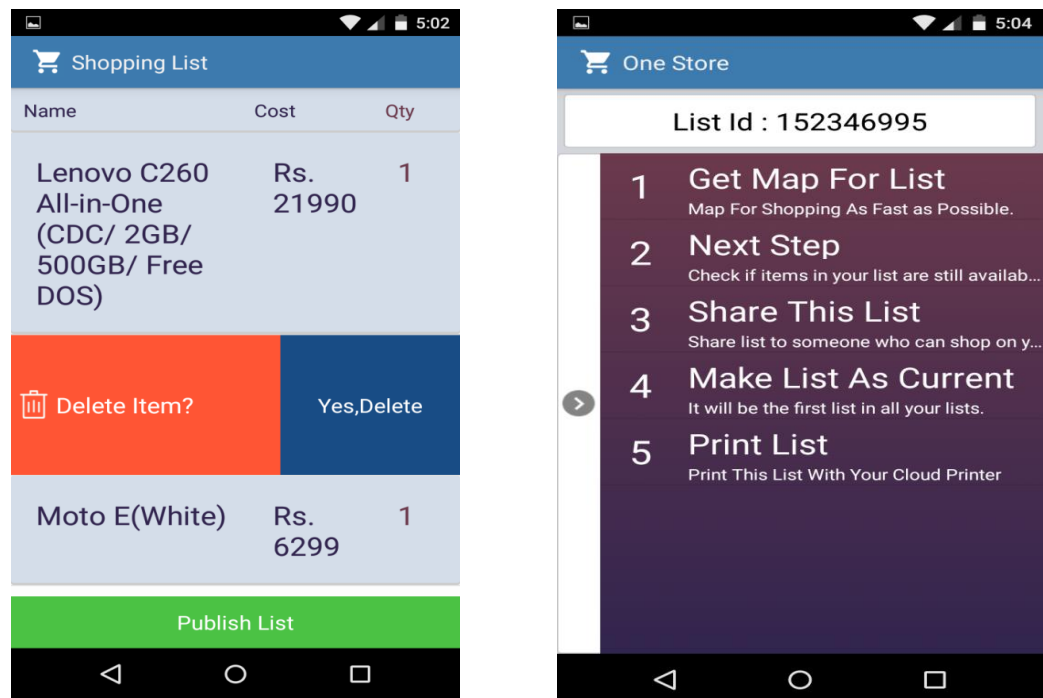 5:02
Shopping List
Name Cost Qty
Lenovo C260 Rs. 1
All-in-One 21990
(CDC/ 2GB/
500GB/ Free
DOS)
Delete Item? Yes,Delete
Moto E(White) Rs. 1
6299
Publish List
5:04
One Store
List Id : 152346995
1 Get Map For List
Map For Shopping As Fast as Possible.
2 Next Step
Check if items in your list are still availab...
3 Share This List
Share list to someone who can shop on y...
4 Make List As Current
It will be the first list in all your lists.
5 Print List
Print This List With Your Cloud Printer